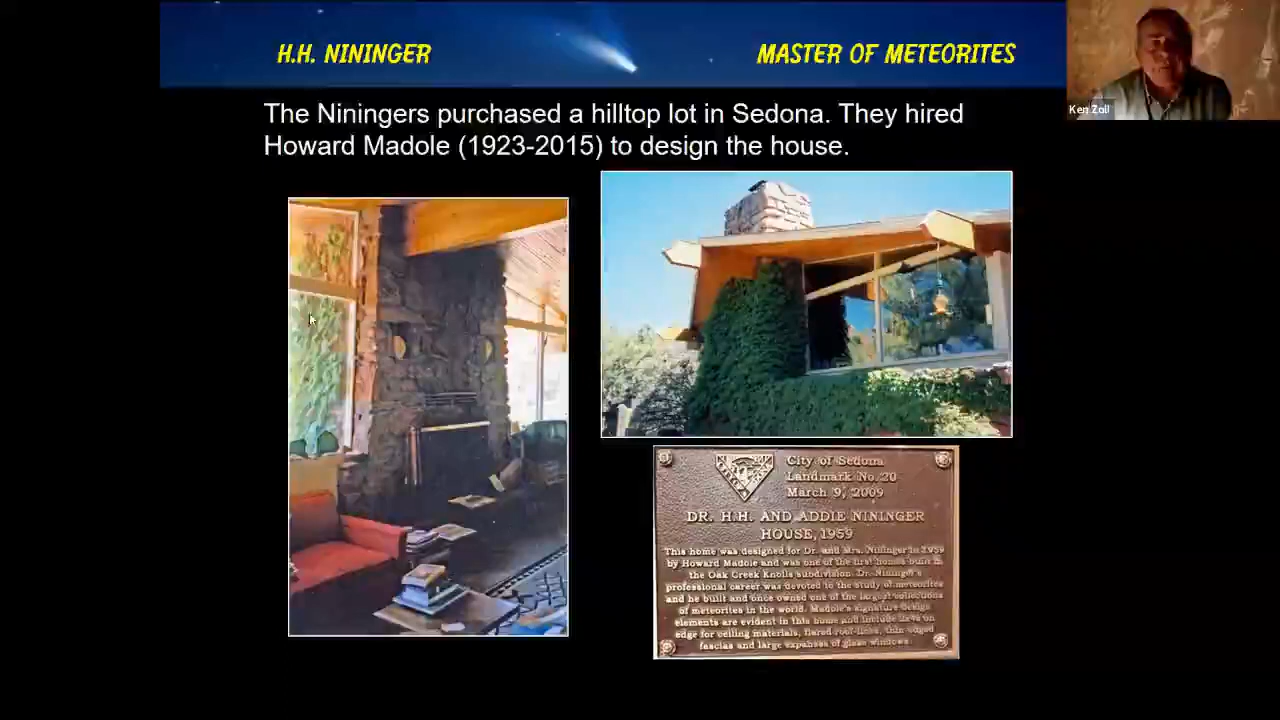 H.H. NININGER
MASTER OF METEORITES
Ken Zoll
The Niningers purchased a hilltop lot in Sedona. They hired
Howard Madole (1923-2015) to design the house.
City of Sedona
Landmark No. 20
March 9, 2009
DR. H.H. AND ADDIE NININGER
HOUSE, 1959
This home was designed for Dr. and Mrs. Nininger in 1959
by Howard Madole and was one of the first homes built in
the Oak Creek Knolls subdivision. Dr. Nininger's
professional career was devoted to the study of meteorites
and he built and once owned one of the largest collections
of meteorites in the world. Madole's signature design
elements are evident in this home and include on
edge for ceiling materials, flared roof-lines, thin edged
fascias and large expanses of glass windows.